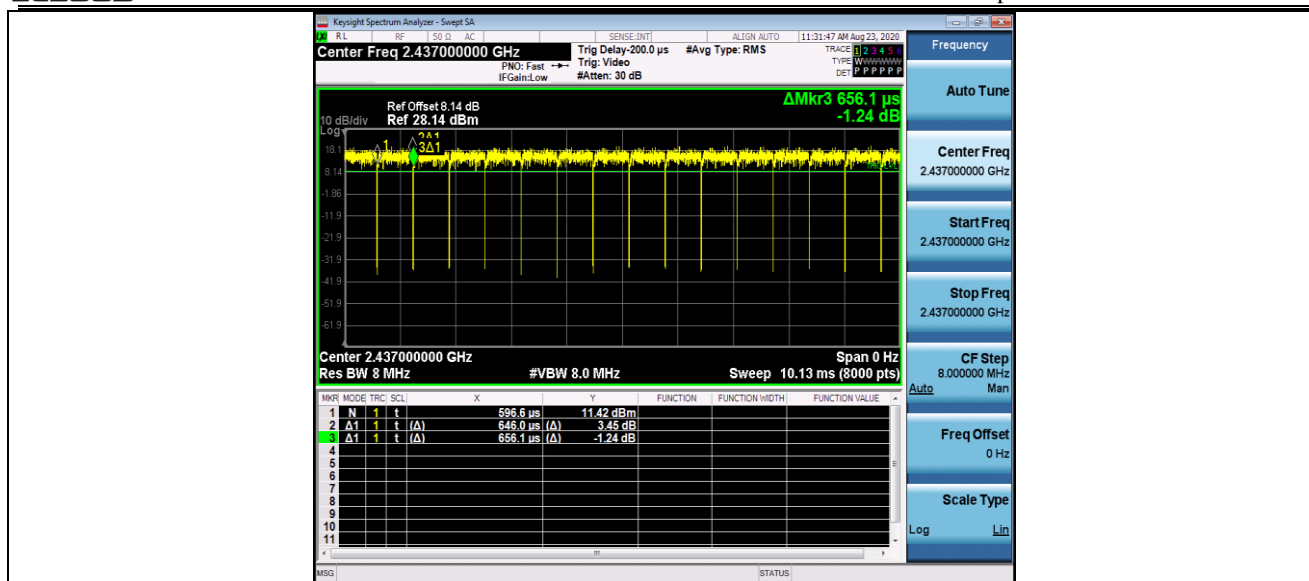 Keysight Spectrum Analyzer - Swept SA
RL RF 50 Ω AC SENSE:INT ALIGN AUTO 11:31:47 AM Aug 23, 2020
Center Freq 2.437000000 GHz Trig Delay-200.0 µs #Avg Type: RMS TRACE 1 2 3 4 5 6
PNO: Fast Trig: Video TYPE WWWWWW
IFGain:Low #Atten: 30 dB DET P P P P P P
ΔMkr3 656.1 µs
-1.24 dB
Ref Offset 8.14 dB
10 dB/div Ref 28.14 dBm
Log
1 2Δ1
3Δ1
18.1
8.14
-1.86
-11.9
-21.9
-31.9
-41.9
-51.9
-61.9
Center 2.437000000 GHz Span 0 Hz
Res BW 8 MHz #VBW 8.0 MHz Sweep 10.13 ms (8000 pts)
MKR MODE TRC SCL X Y FUNCTION FUNCTION WIDTH FUNCTION VALUE
1 N 1 t 596.6 µs 11.42 dBm
2 Δ1 1 t (Δ) 646.0 µs (Δ) 3.45 dB
3 Δ1 1 t (Δ) 656.1 µs (Δ) -1.24 dB
4
5
6
7
8
9
10
11
MSG STATUS
Frequency
Auto Tune
Center Freq
2.437000000 GHz
Start Freq
2.437000000 GHz
Stop Freq
2.437000000 GHz
CF Step
8.000000 MHz
Auto Man
Freq Offset
0 Hz
Scale Type
Log Lin